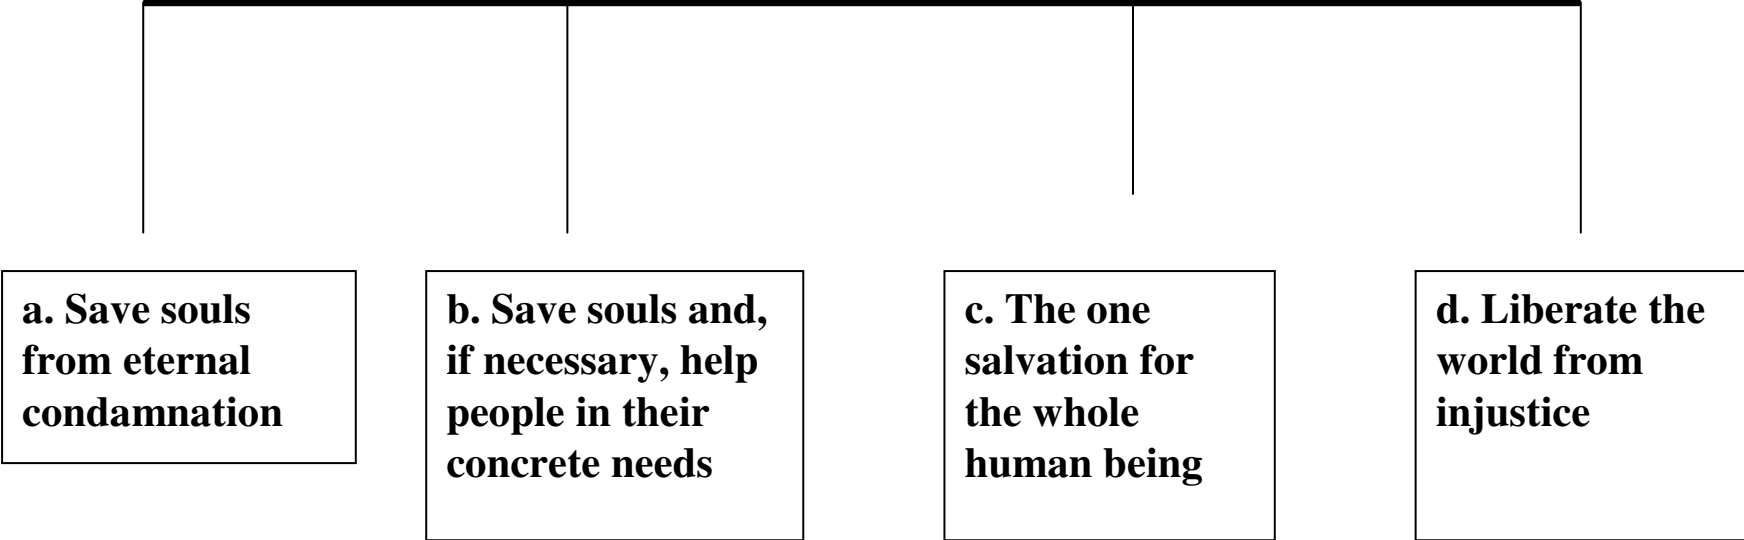 a. Save souls
from eternal
condamnation
b. Save souls and,
if necessary, help
people in their
concrete needs
c. The one
salvation for
the whole
human being
d. Liberate the
world from
injustice